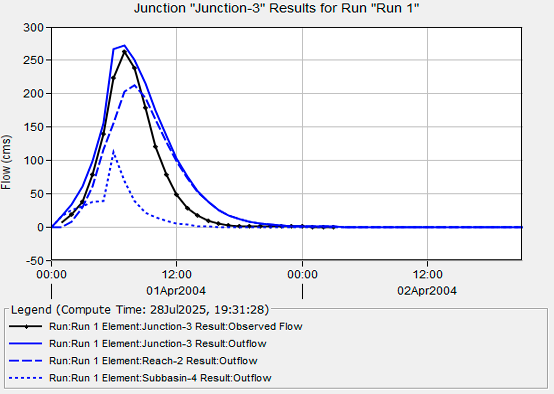 Junction "Junction-3" Results for Run "Run 1"
Flow (cms)
300
250
200
150
100
50
0
-50
00:00 12:00 00:00 12:00
01Apr2004 02Apr2004
Legend (Compute Time: 28Jul2025, 19:31:28)
Run:Run 1 Element:Junction-3 Result:Observed Flow
Run:Run 1 Element:Junction-3 Result:Outflow
Run:Run 1 Element:Reach-2 Result:Outflow
Run:Run 1 Element:Subbasin-4 Result:Outflow